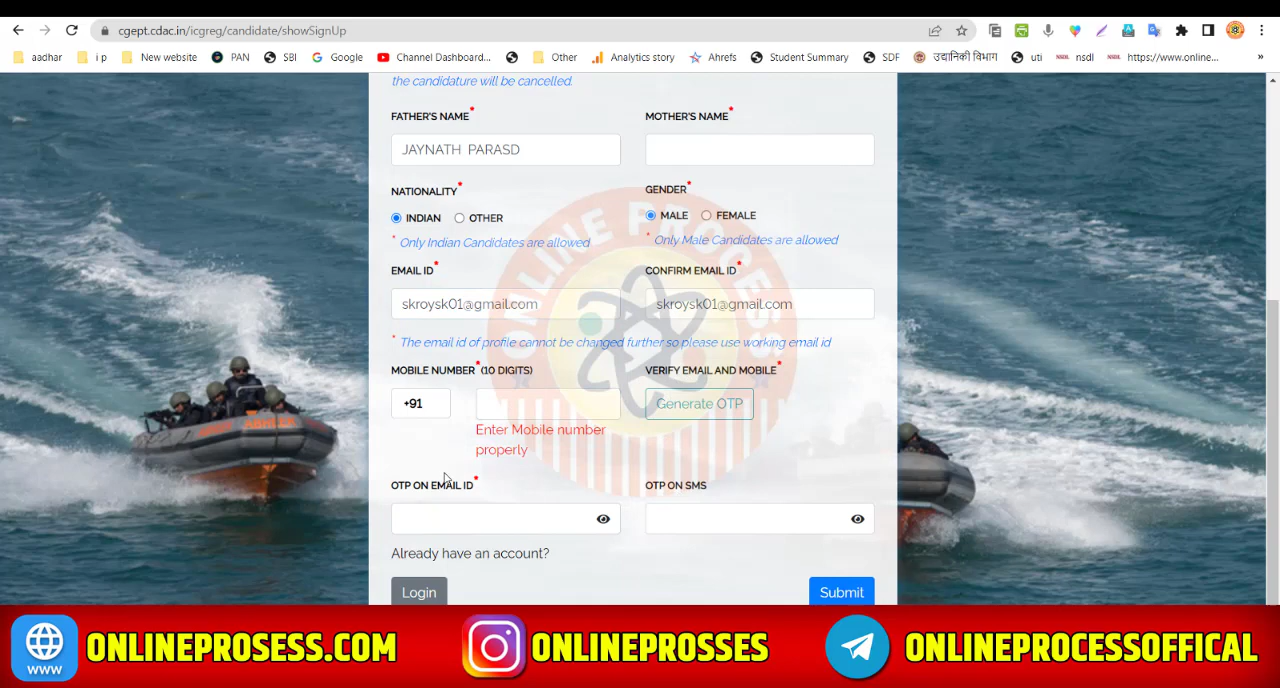 cgept.cdac.in/icgreg/candidate/showSignUp
aadhar i p New website PAN SBI Google Channel Dashboard... Other Analytics story Ahrefs Student Summary SDF उद्यानिकी विभाग uti nsdl https://www.online... »
the candidature will be cancelled.
FATHER'S NAME* MOTHER'S NAME*
JAYNATH PARASD
NATIONALITY* GENDER*
INDIAN OTHER MALE FEMALE
* Only Indian Candidates are allowed * Only Male Candidates are allowed
EMAIL ID* CONFIRM EMAIL ID*
skroysk01@gmail.com skroysk01@gmail.com
* The email id of profile cannot be changed further so please use working email id
MOBILE NUMBER* (10 DIGITS) VERIFY EMAIL AND MOBILE*
+91 Generate OTP
Enter Mobile number
properly
OTP ON EMAIL ID* OTP ON SMS
Already have an account?
Login Submit
ONLINE PROCESS
WWW ONLINEPROSESS.COM ONLINEPROSSES ONLINEPROCESSOFFICAL